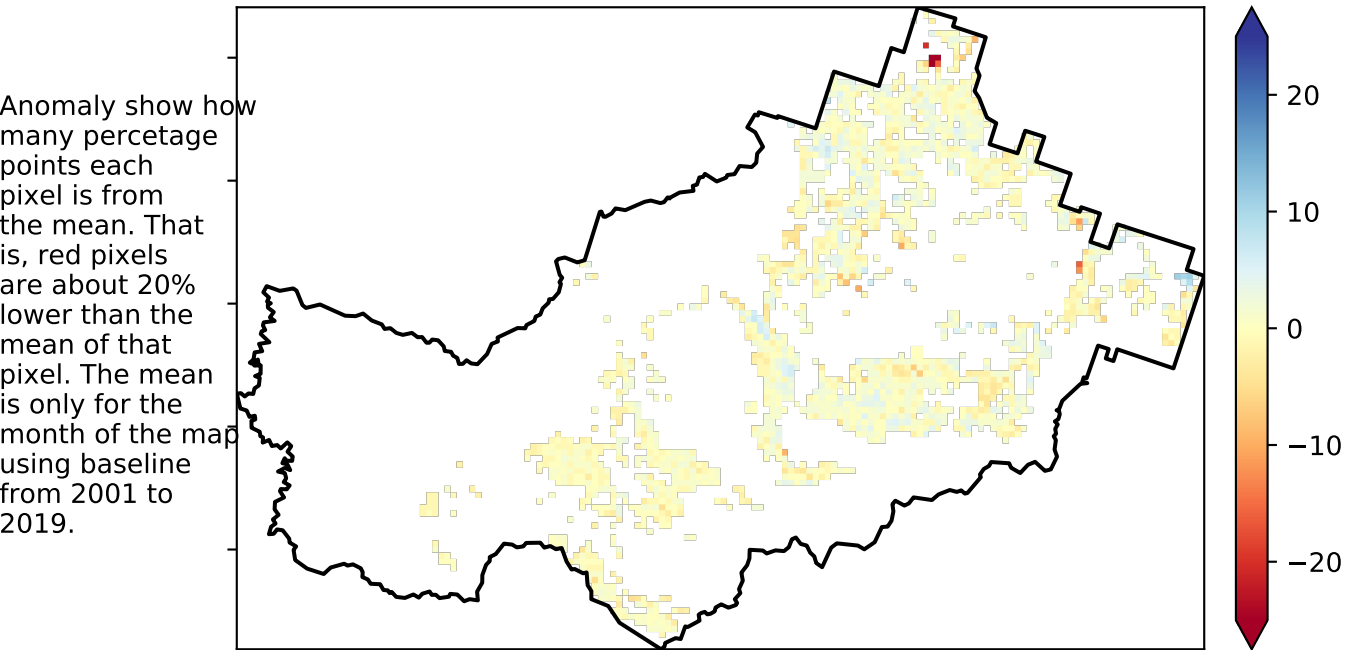 Anomaly show how
many percetage
points each
pixel is from
the mean. That
is, red pixels
are about 20%
lower than the
mean of that
pixel. The mean
is only for the
month of the map
using baseline
from 2001 to
2019.
20
10
0
−10
−20